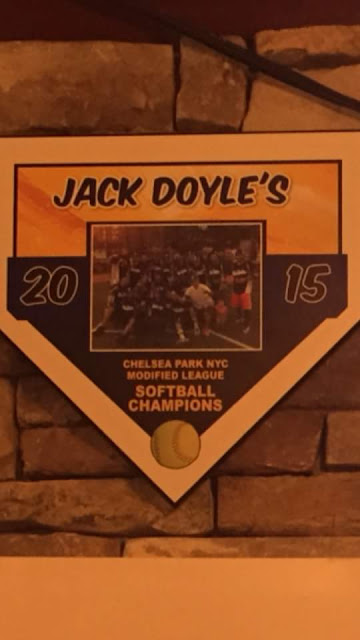 JACK DOYLE'S
20 15
CHELSEA PARK NYC
MODIFIED LEAGUE
SOFTBALL
CHAMPIONS